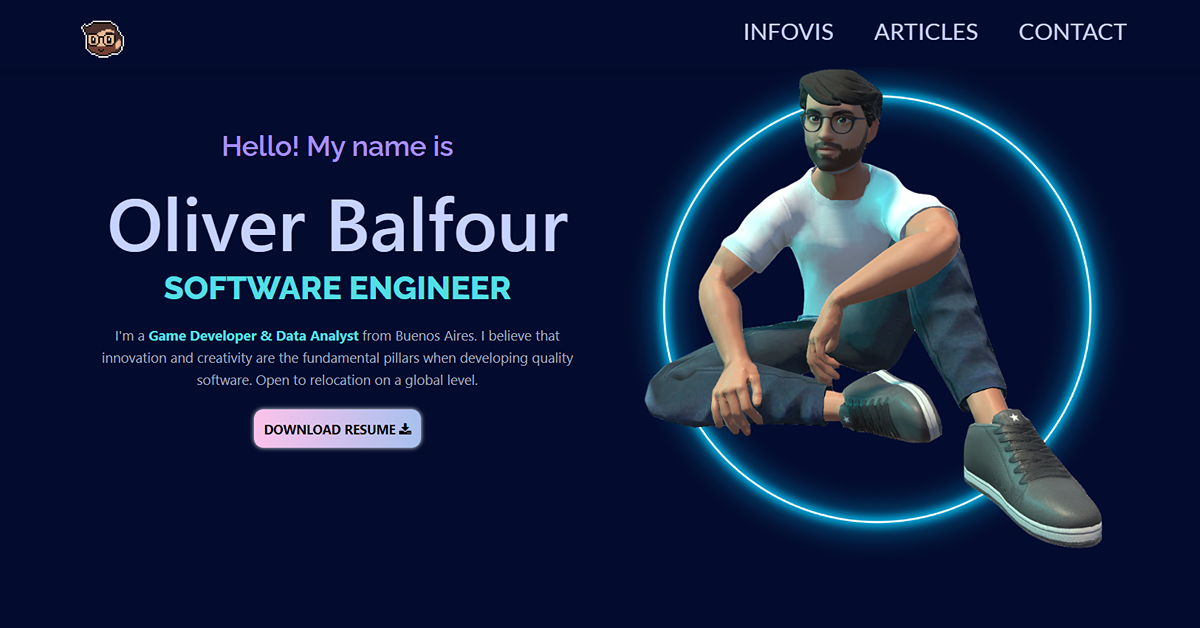 INFOVIS ARTICLES CONTACT
Hello! My name is
Oliver Balfour
SOFTWARE ENGINEER
I'm a Game Developer & Data Analyst from Buenos Aires. I believe that
innovation and creativity are the fundamental pillars when developing quality
software. Open to relocation on a global level.
DOWNLOAD RESUME